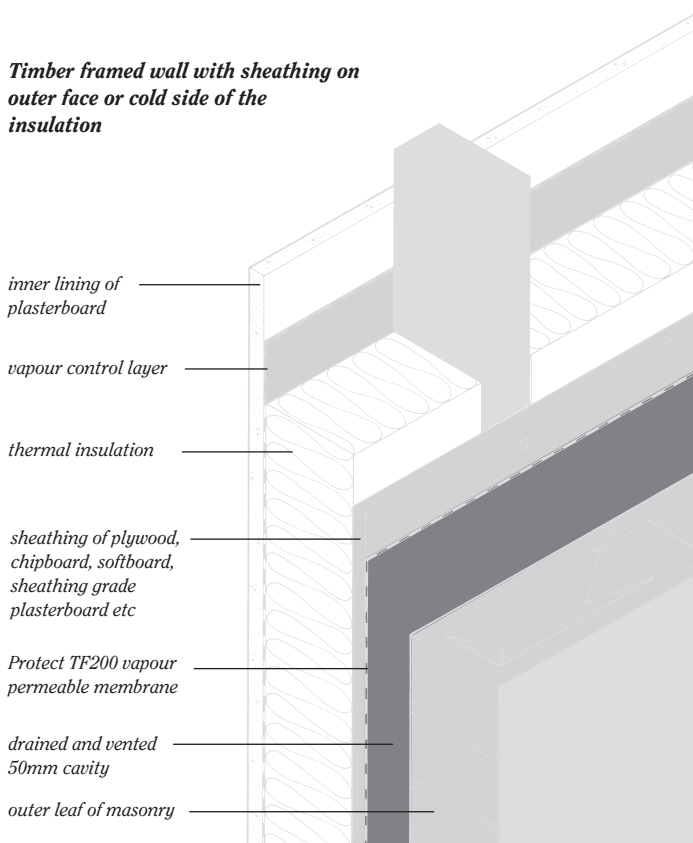 Timber framed wall with sheathing on
outer face or cold side of the
insulation
inner lining of
plasterboard
vapour control layer
thermal insulation
sheathing of plywood,
chipboard, softboard,
sheathing grade
plasterboard etc
Protect TF200 vapour
permeable membrane
drained and vented
50mm cavity
outer leaf of masonry